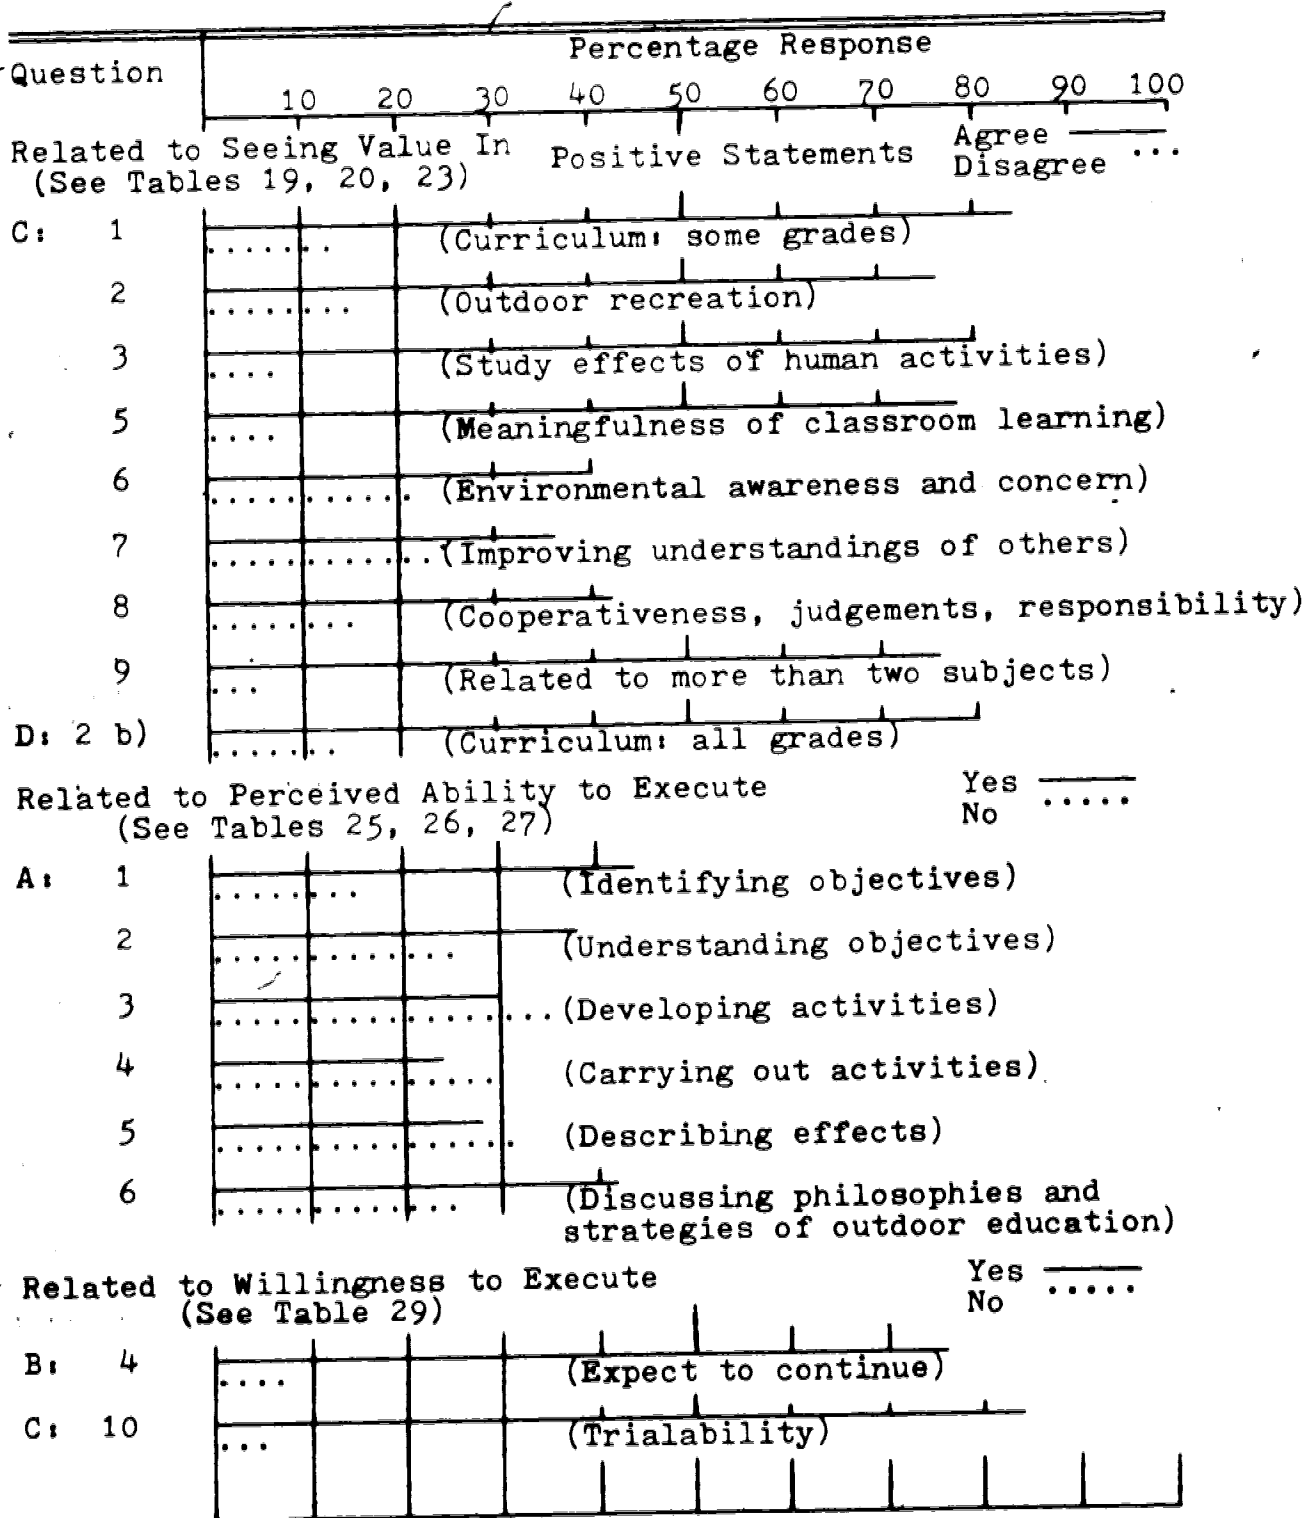 Percentage Response
Question
10 20 30 40 50 60 70 80 90 100
Related to Seeing Value In Positive Statements Agree
(See Tables 19, 20, 23) Disagree ...
C: 1 (Curriculum: some grades)
2 (Outdoor recreation)
3 (Study effects of human activities)
5 (Meaningfulness of classroom learning)
6 (Environmental awareness and concern)
7 (Improving understandings of others)
8 (Cooperativeness, judgements, responsibility)
9 (Related to more than two subjects)
D: 2 b) (Curriculum: all grades)
Related to Perceived Ability to Execute Yes
(See Tables 25, 26, 27) No .....
A: 1 (Identifying objectives)
2 (Understanding objectives)
3 (Developing activities)
4 (Carrying out activities)
5 (Describing effects)
6 (Discussing philosophies and
strategies of outdoor education)
Related to Willingness to Execute Yes
(See Table 29) No .....
B: 4 (Expect to continue)
C: 10 (Trialability)